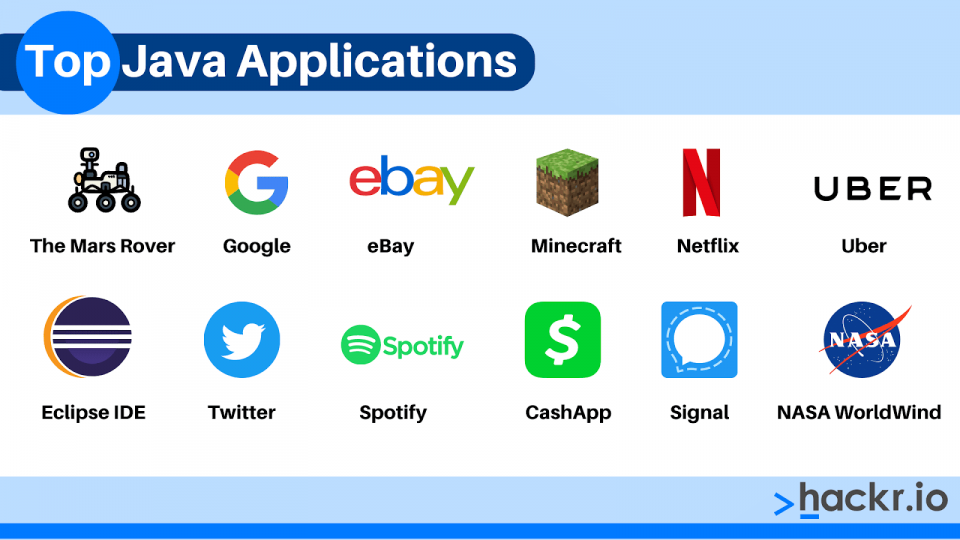 Top Java Applications
ebay
UBER
The Mars Rover Google eBay Minecraft Netflix Uber
Spotify
$
NASA
Eclipse IDE Twitter Spotify CashApp Signal NASA WorldWind
>hackr.io